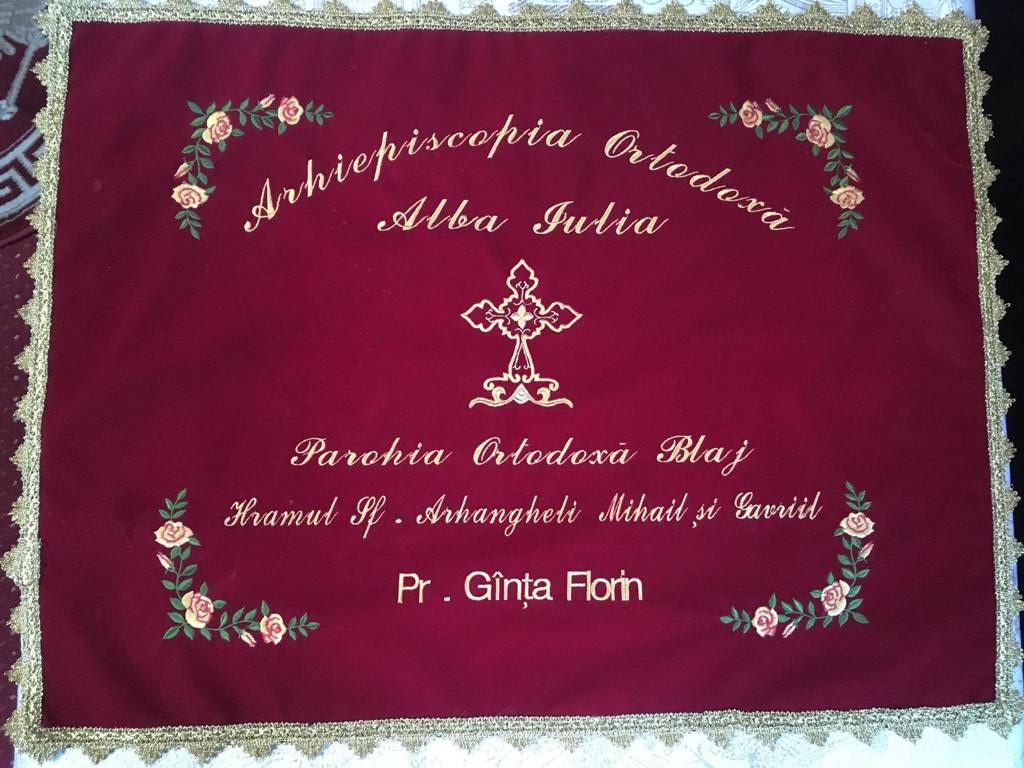 Arhiepiscopia Ortodoxă
Alba Iulia
Parohia Ortodoxă Blaj
Hramul Sf. Arhangheli Mihail și Gavriil
Pr. Gînța Florin